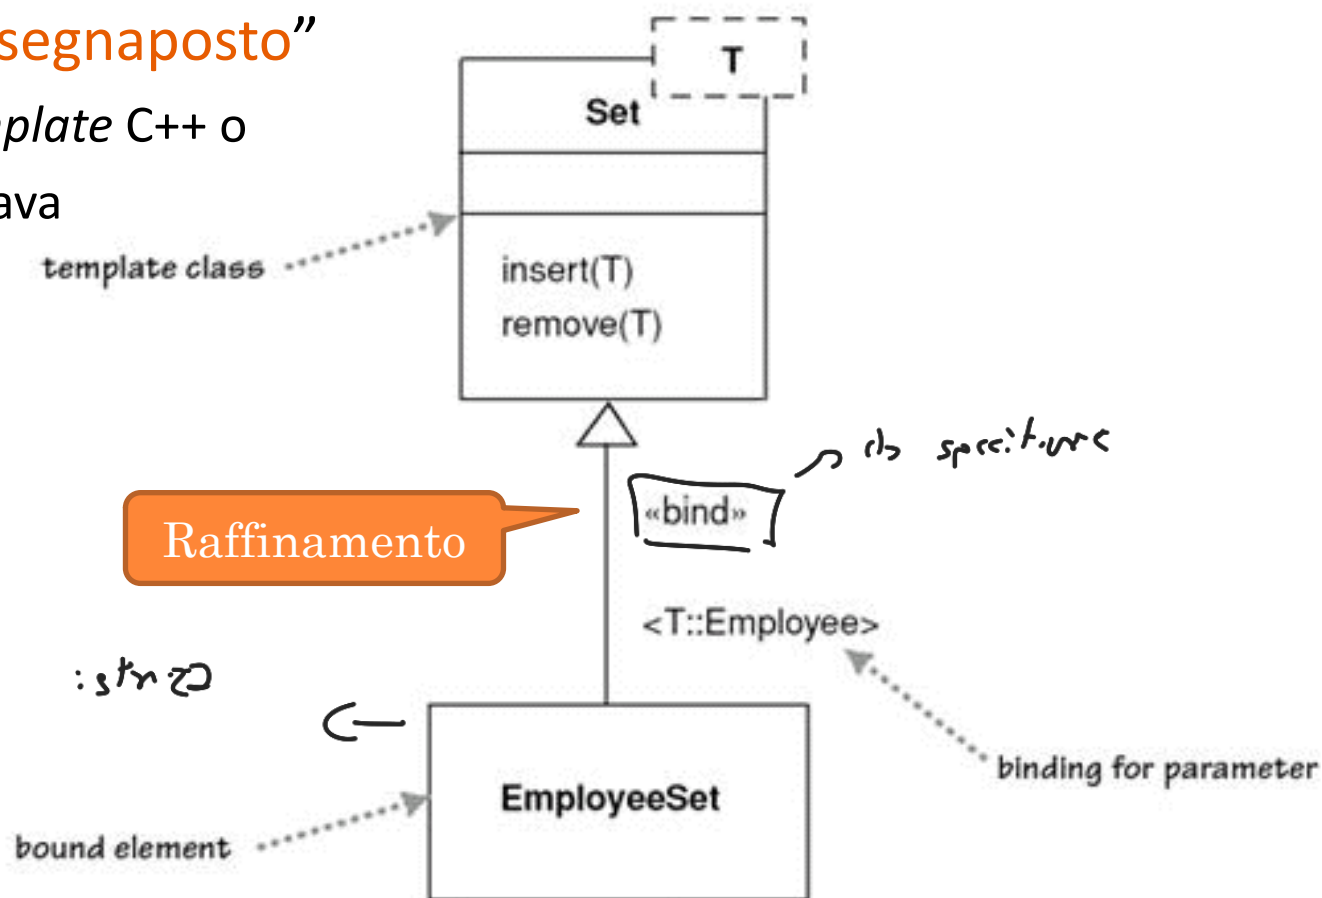 segnaposto”
plate C++ o
ava
T
Set
template class
insert(T)
remove(T)
«bind»
Raffinamento
<T::Employee>
binding for parameter
EmployeeSet
bound element